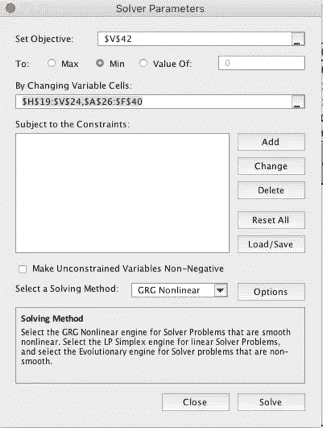 Solver Parameters
Set Objective: $V$42
To: Max Min Value Of: 0
By Changing Variable Cells:
$H$19:$V$24,$A$26:$F$40
Subject to the Constraints:
Add
Change
Delete
Reset All
Load/Save
Make Unconstrained Variables Non-Negative
Select a Solving Method: GRG Nonlinear Options
Solving Method
Select the GRG Nonlinear engine for Solver Problems that are smooth
nonlinear. Select the LP Simplex engine for linear Solver Problems,
and select the Evolutionary engine for Solver problems that are non-
smooth.
Close Solve